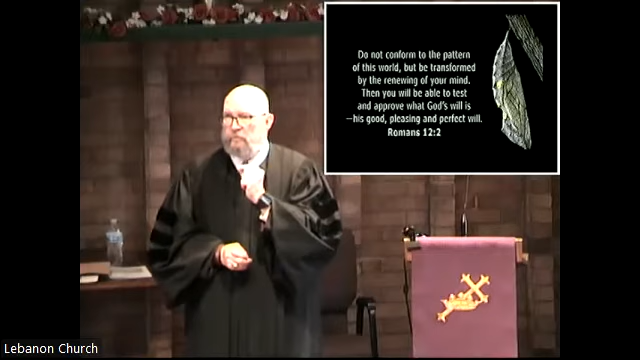 Do not conform to the pattern
of this world, but be transformed
by the renewing of your mind.
Then you will be able to test
and approve what God's will is
—his good, pleasing and perfect will.
Romans 12:2
Lebanon Church